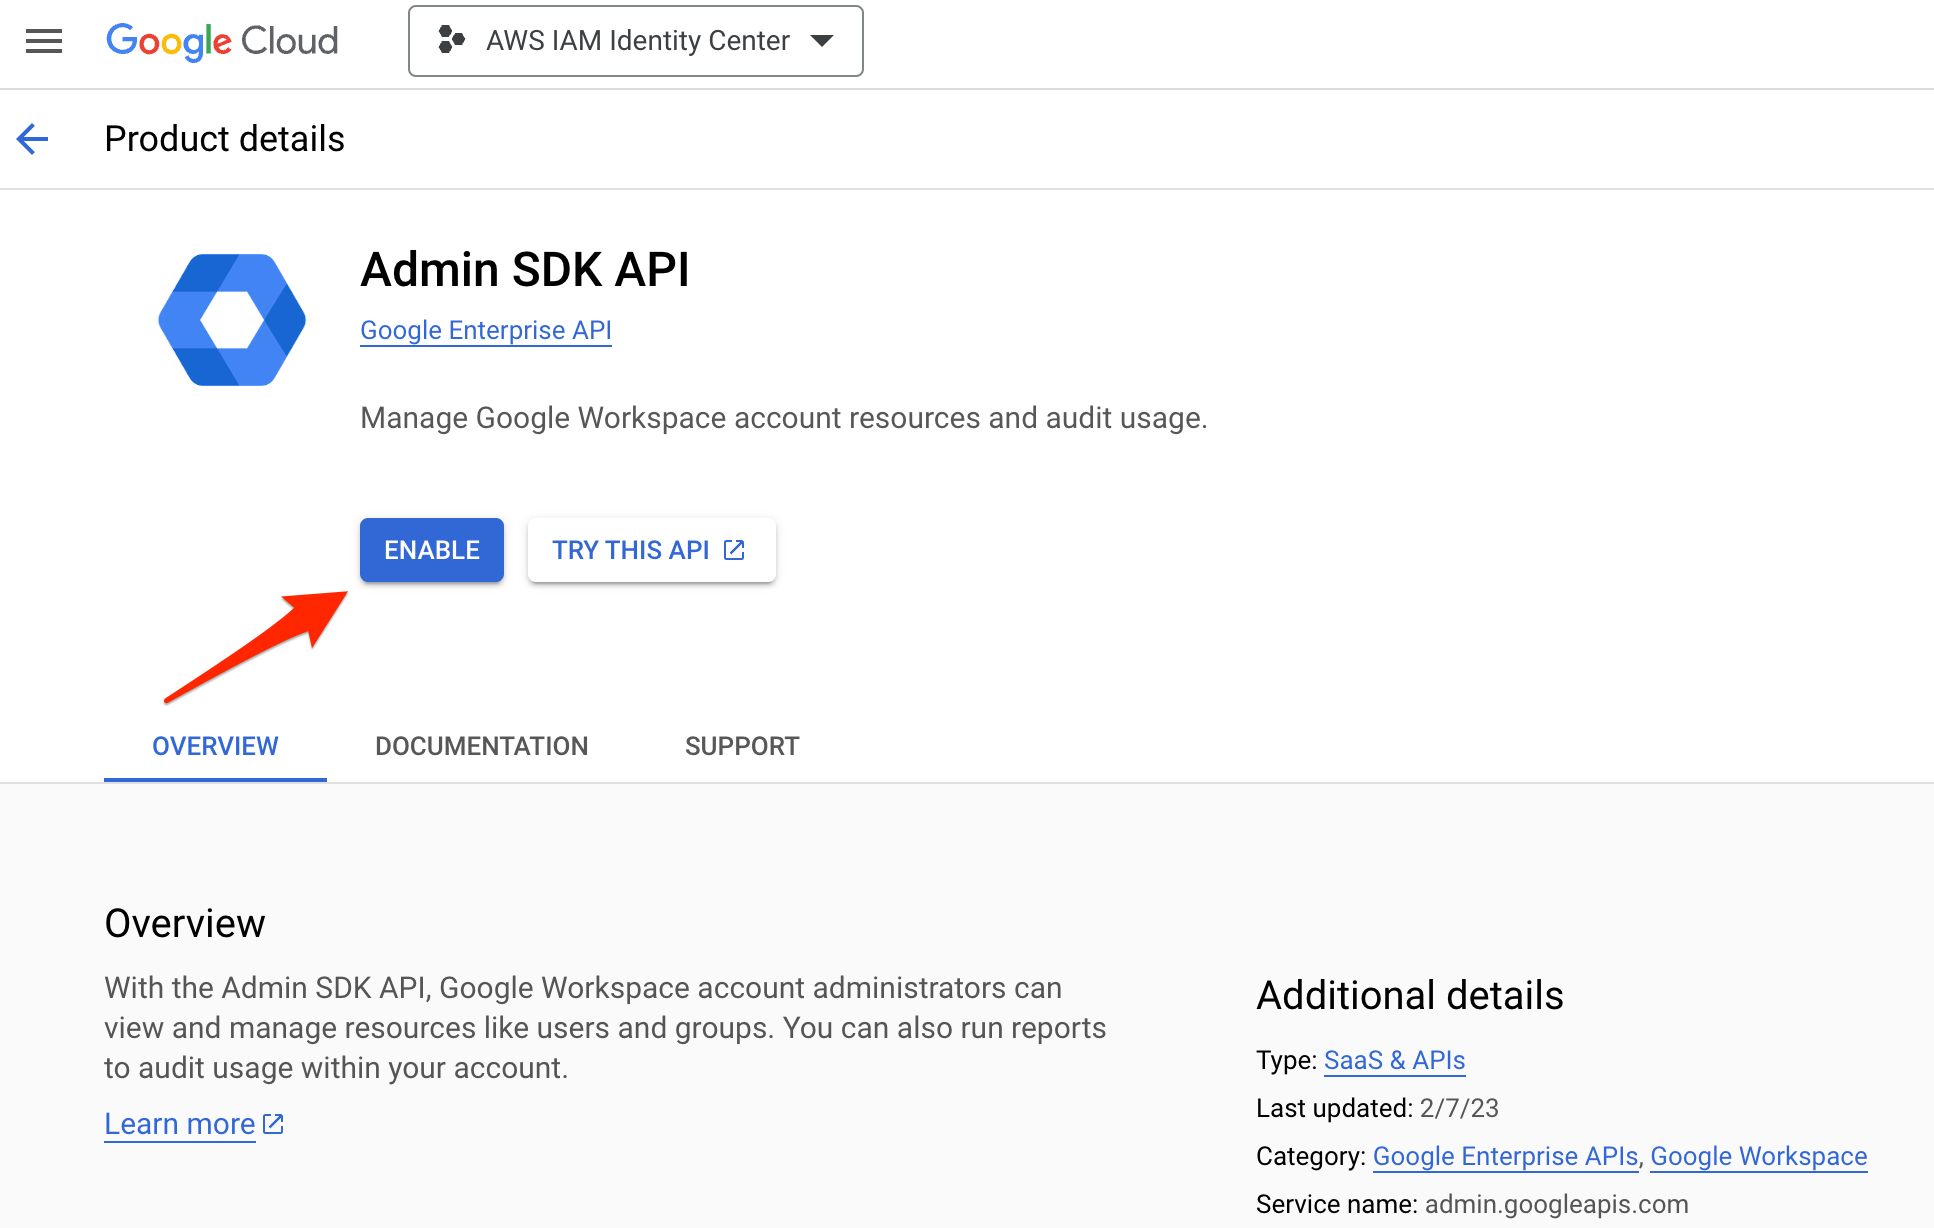 Google Cloud
AWS IAM Identity Center
Product details
Admin SDK API
Google Enterprise API
Manage Google Workspace account resources and audit usage.
ENABLE
TRY THIS API
OVERVIEW
DOCUMENTATION
SUPPORT
Overview
With the Admin SDK API, Google Workspace account administrators can
view and manage resources like users and groups. You can also run reports
to audit usage within your account.
Learn more
Additional details
Type: SaaS & APIs
Last updated: 2/7/23
Category: Google Enterprise APIs, Google Workspace
Service name: admin.googleapis.com